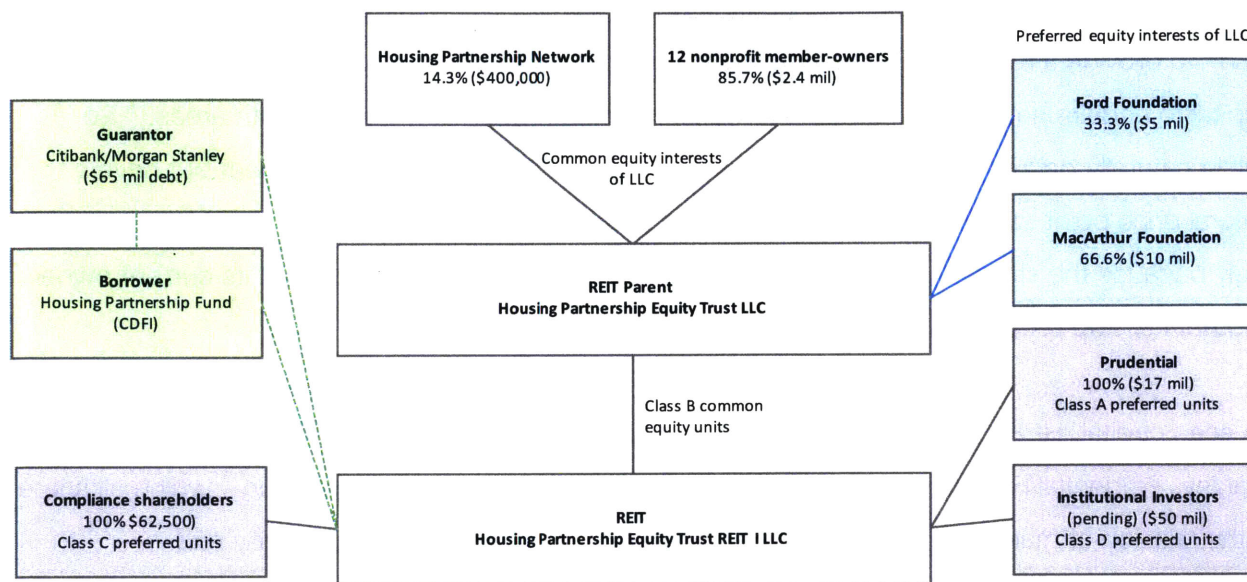 Housing Partnership Network
14.3% ($400,000)
12 nonprofit member-owners
85.7% ($2.4 mil)
Preferred equity interests of LLC
Ford Foundation
33.3% ($5 mil)
Guarantor
Citibank/Morgan Stanley
($65 mil debt)
Common equity interests
of LLC
MacArthur Foundation
66.6% ($10 mil)
Borrower
Housing Partnership Fund
(CDFI)
REIT Parent
Housing Partnership Equity Trust LLC
Prudential
100% ($17 mil)
Class A preferred units
Class B common
equity units
Compliance shareholders
100% $62,500)
Class C preferred units
REIT
Housing Partnership Equity Trust REIT I LLC
Institutional Investors
(pending) ($50 mil)
Class D preferred units